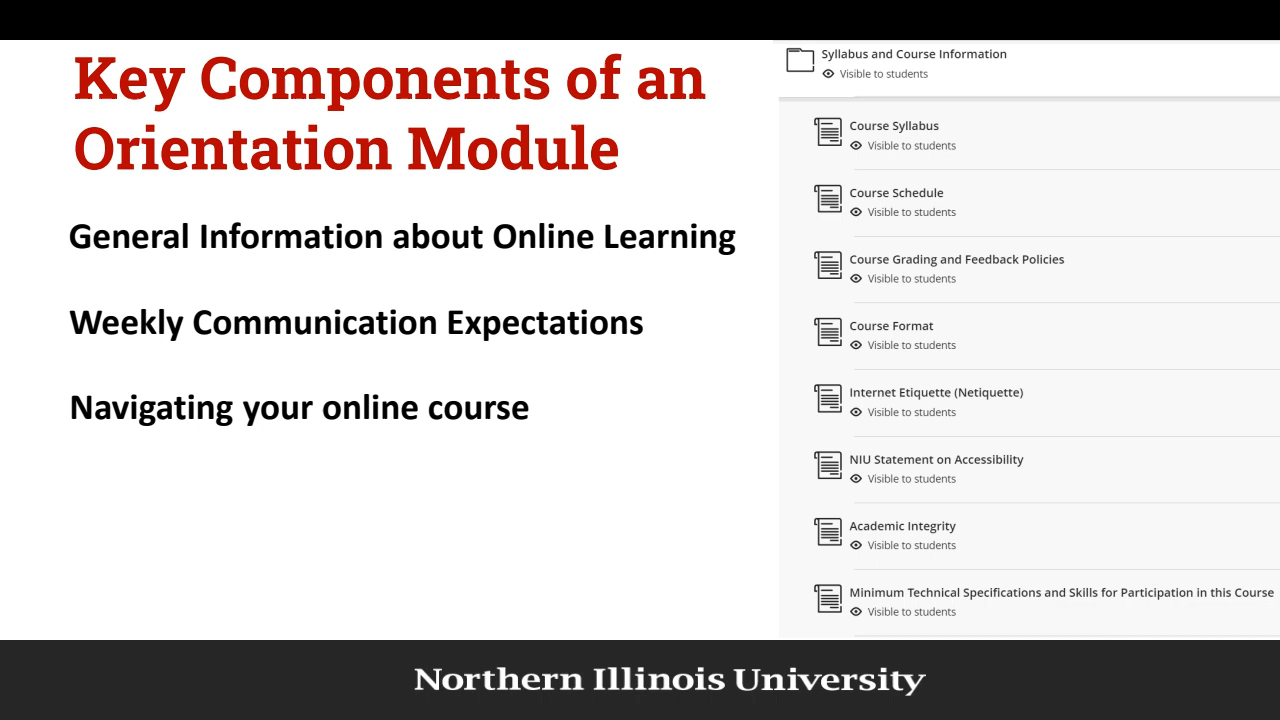 Key Components of an
Orientation Module
General Information about Online Learning
Weekly Communication Expectations
Navigating your online course
Syllabus and Course Information
Visible to students
Course Syllabus
Visible to students
Course Schedule
Visible to students
Course Grading and Feedback Policies
Visible to students
Course Format
Visible to students
Internet Etiquette (Netiquette)
Visible to students
NIU Statement on Accessibility
Visible to students
Academic Integrity
Visible to students
Minimum Technical Specifications and Skills for Participation in this Course
Visible to students
Northern Illinois University